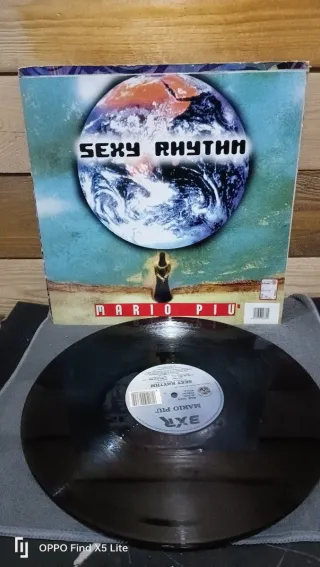 SEXY RHYTHM
MARIO PIU'
BXR
MARIO PIU'
SEXY RHYTHM
OPPO Find X5 Lite